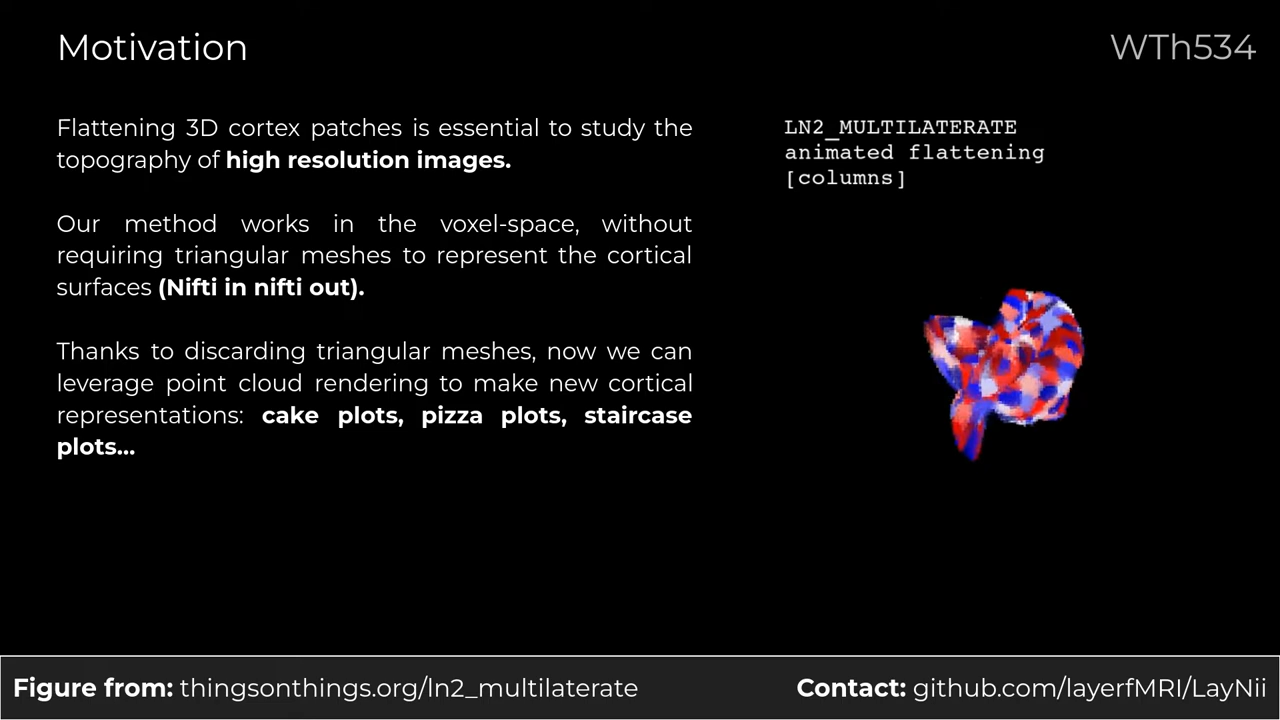 Motivation
WTh534
Flattening 3D cortex patches is essential to study the
topography of high resolution images.
Our method works in the voxel-space, without
requiring triangular meshes to represent the cortical
surfaces (Nifti in nifti out).
Thanks to discarding triangular meshes, now we can
leverage point cloud rendering to make new cortical
representations: cake plots, pizza plots, staircase
plots...
LN2_MULTILATERATE
animated flattening
[columns]
Figure from: thingsonthings.org/ln2_multilaterate
Contact: github.com/layerfMRI/LayNii